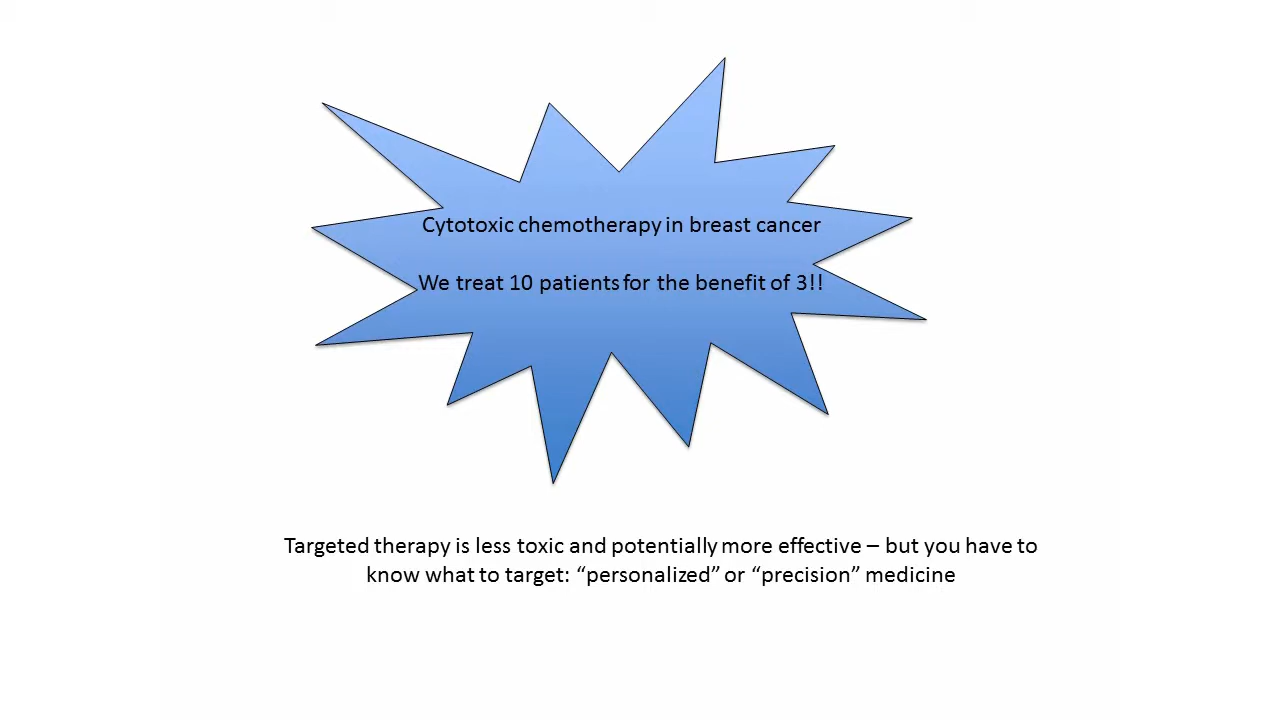 Cytotoxic chemotherapy in breast cancer
We treat 10 patients for the benefit of 3!!
Targeted therapy is less toxic and potentially more effective – but you have to
know what to target: “personalized” or “precision” medicine